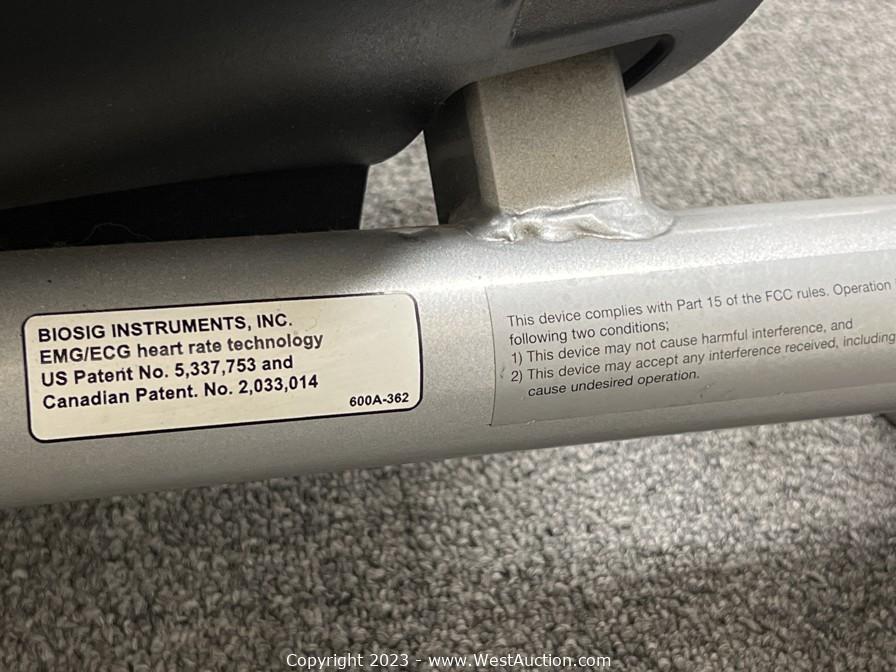 BIOSIG INSTRUMENTS, INC.
EMG/ECG heart rate technology
US Patent No. 5,337,753 and
Canadian Patent. No. 2,033,014
600A-362
This device complies with Part 15 of the FCC rules. Operation
following two conditions;
1) This device may not cause harmful interference, and
2) This device may accept any interference received, including
cause undesired operation.
Copyright 2023 - www.WestAuction.com